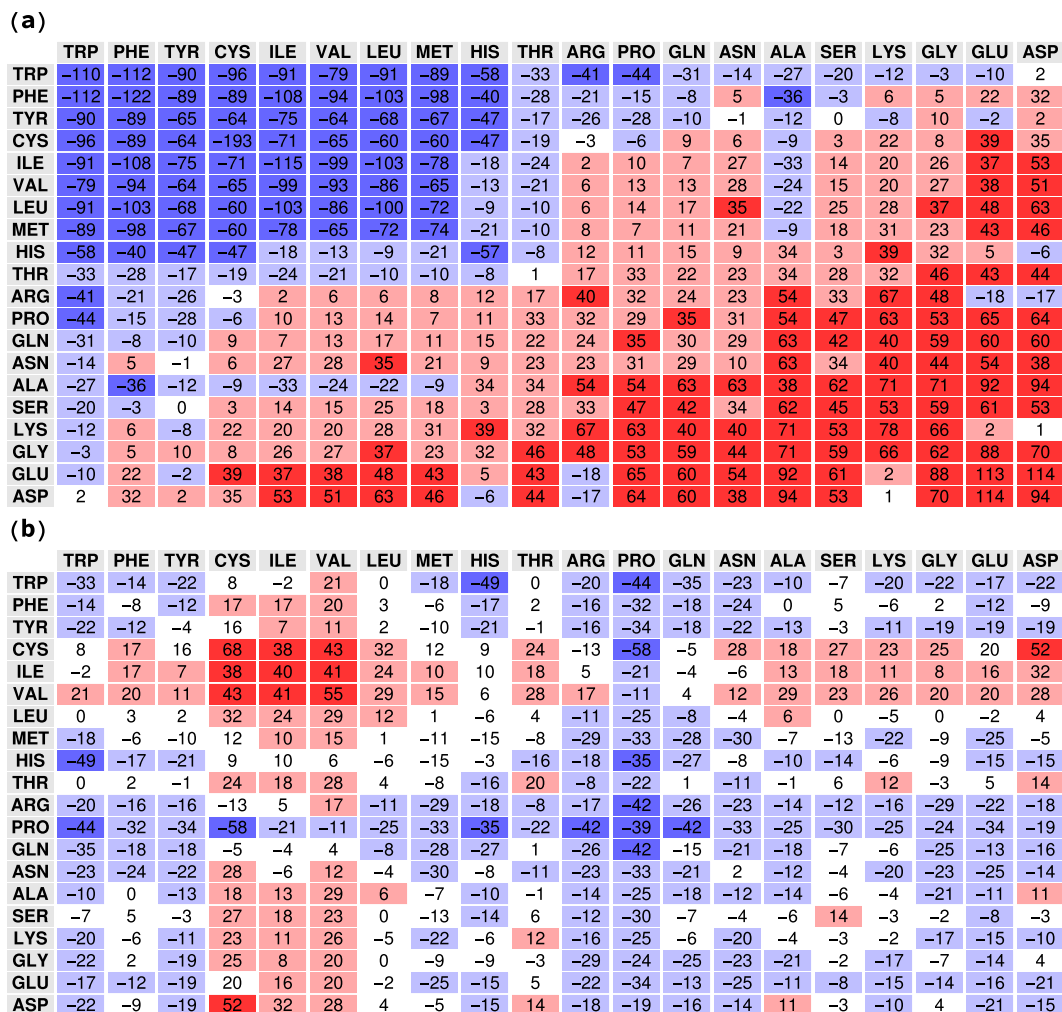 (a)
TRP PHE TYR CYS ILE VAL LEU MET HIS THR ARG PRO GLN ASN ALA SER LYS GLY GLU ASP
TRP −110 −112 −90 −96 −91 −79 −91 −89 −58 −33 −41 −44 −31 −14 −27 −20 −12 −3 −10 2
PHE −112 −122 −89 −89 −108 −94 −103 −98 −40 −28 −21 −15 −8 5 −36 −3 6 5 22 32
TYR −90 −89 −65 −64 −75 −64 −68 −67 −47 −17 −26 −28 −10 −1 −12 0 −8 10 −2 2
CYS −96 −89 −64 −193 −71 −65 −60 −60 −47 −19 −3 −6 9 6 −9 3 22 8 39 35
ILE −91 −108 −75 −71 −115 −99 −103 −78 −18 −24 2 10 7 27 −33 14 20 26 37 53
VAL −79 −94 −64 −65 −99 −93 −86 −65 −13 −21 6 13 13 28 −24 15 20 27 38 51
LEU −91 −103 −68 −60 −103 −86 −100 −72 −9 −10 6 14 17 35 −22 25 28 37 48 63
MET −89 −98 −67 −60 −78 −65 −72 −74 −21 −10 8 7 11 21 −9 18 31 23 43 46
HIS −58 −40 −47 −47 −18 −13 −9 −21 −57 −8 12 11 15 9 34 3 39 32 5 −6
THR −33 −28 −17 −19 −24 −21 −10 −10 −8 1 17 33 22 23 34 28 32 46 43 44
ARG −41 −21 −26 −3 2 6 6 8 12 17 40 32 24 23 54 33 67 48 −18 −17
PRO −44 −15 −28 −6 10 13 14 7 11 33 32 29 35 31 54 47 63 53 65 64
GLN −31 −8 −10 9 7 13 17 11 15 22 24 35 30 29 63 42 40 59 60 60
ASN −14 5 −1 6 27 28 35 21 9 23 23 31 29 10 63 34 40 44 54 38
ALA −27 −36 −12 −9 −33 −24 −22 −9 34 34 54 54 63 63 38 62 71 71 92 94
SER −20 −3 0 3 14 15 25 18 3 28 33 47 42 34 62 45 53 59 61 53
LYS −12 6 −8 22 20 20 28 31 39 32 67 63 40 40 71 53 78 66 2 1
GLY −3 5 10 8 26 27 37 23 32 46 48 53 59 44 71 59 66 62 88 70
GLU −10 22 −2 39 37 38 48 43 5 43 −18 65 60 54 92 61 2 88 113 114
ASP 2 32 2 35 53 51 63 46 −6 44 −17 64 60 38 94 53 1 70 114 94
(b)
TRP PHE TYR CYS ILE VAL LEU MET HIS THR ARG PRO GLN ASN ALA SER LYS GLY GLU ASP
TRP −33 −14 −22 8 −2 21 0 −18 −49 0 −20 −44 −35 −23 −10 −7 −20 −22 −17 −22
PHE −14 −8 −12 17 17 20 3 −6 −17 2 −16 −32 −18 −24 0 5 −6 2 −12 −9
TYR −22 −12 −4 16 7 11 2 −10 −21 −1 −16 −34 −18 −22 −13 −3 −11 −19 −19 −19
CYS 8 17 16 68 38 43 32 12 9 24 −13 −58 −5 28 18 27 23 25 20 52
ILE −2 17 7 38 40 41 24 10 10 18 5 −21 −4 −6 13 18 11 8 16 32
VAL 21 20 11 43 41 55 29 15 6 28 17 −11 4 12 29 23 26 20 20 28
LEU 0 3 2 32 24 29 12 1 −6 4 −11 −25 −8 −4 6 0 −5 0 −2 4
MET −18 −6 −10 12 10 15 1 −11 −15 −8 −29 −33 −28 −30 −7 −13 −22 −9 −25 −5
HIS −49 −17 −21 9 10 6 −6 −15 −3 −16 −18 −35 −27 −8 −10 −14 −6 −9 −15 −15
THR 0 2 −1 24 18 28 4 −8 −16 20 −8 −22 1 −11 −1 6 12 −3 5 14
ARG −20 −16 −16 −13 5 17 −11 −29 −18 −8 −17 −42 −26 −23 −14 −12 −16 −29 −22 −18
PRO −44 −32 −34 −58 −21 −11 −25 −33 −35 −22 −42 −39 −42 −33 −25 −30 −25 −24 −34 −19
GLN −35 −18 −18 −5 −4 4 −8 −28 −27 1 −26 −42 −15 −21 −18 −7 −6 −25 −13 −16
ASN −23 −24 −22 28 −6 12 −4 −30 −8 −11 −23 −33 −21 2 −12 −4 −20 −23 −25 −14
ALA −10 0 −13 18 13 29 6 −7 −10 −1 −14 −25 −18 −12 −14 −6 −4 −21 −11 11
SER −7 5 −3 27 18 23 0 −13 −14 6 −12 −30 −7 −4 −6 14 −3 −2 −8 −3
LYS −20 −6 −11 23 11 26 −5 −22 −6 12 −16 −25 −6 −20 −4 −3 −2 −17 −15 −10
GLY −22 2 −19 25 8 20 0 −9 −9 −3 −29 −24 −25 −23 −21 −2 −17 −7 −14 4
GLU −17 −12 −19 20 16 20 −2 −25 −15 5 −22 −34 −13 −25 −11 −8 −15 −14 −16 −21
ASP −22 −9 −19 52 32 28 4 −5 −15 14 −18 −19 −16 −14 11 −3 −10 4 −21 −15